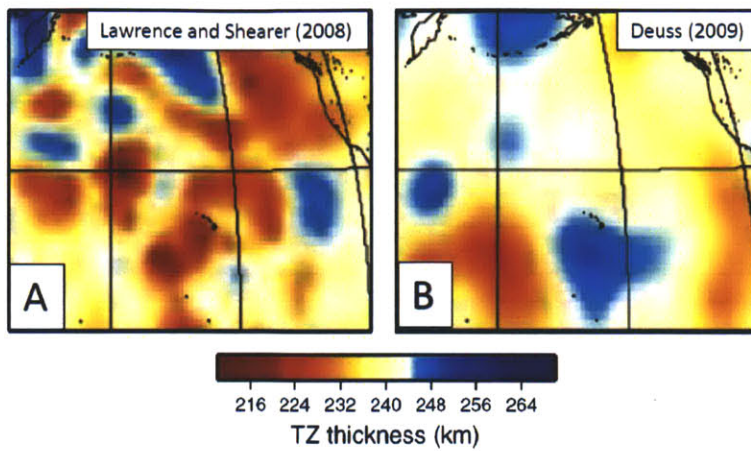 Lawrence and Shearer (2008)
Deuss (2009)
A
B
216 224 232 240 248 256 264
TZ thickness (km)